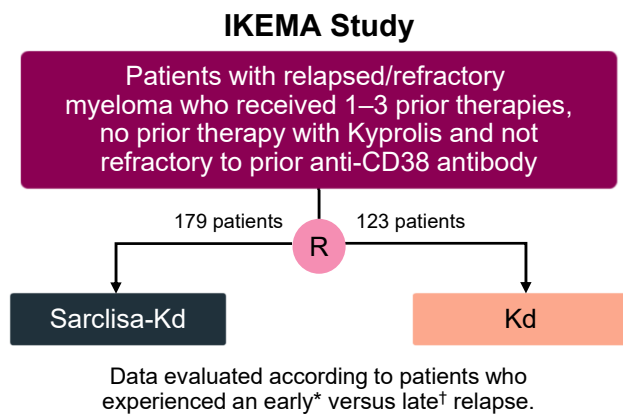 IKEMA Study
Patients with relapsed/refractory
myeloma who received 1–3 prior therapies,
no prior therapy with Kyprolis and not
refractory to prior anti-CD38 antibody
179 patients
123 patients
R
Sarclisa-Kd
Kd
Data evaluated according to patients who
experienced an early* versus late† relapse.